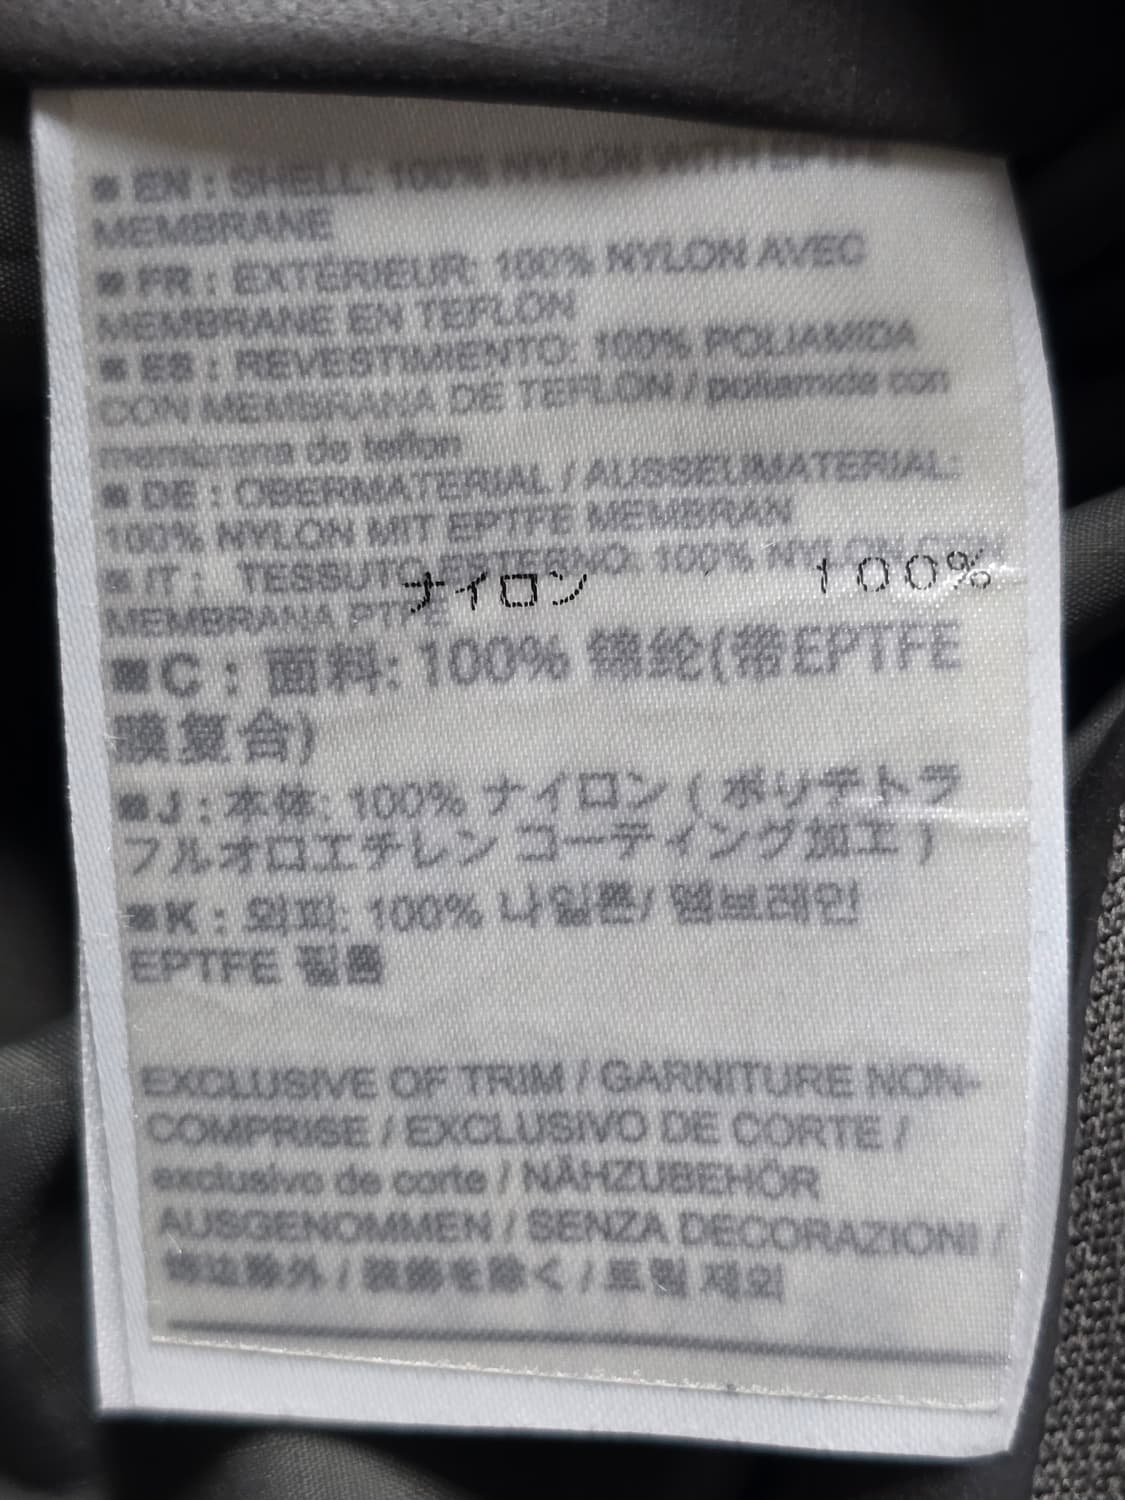 ■ EN : SHELL: 100% NYLON WITH EPTFE
MEMBRANE
■ FR : EXTÉRIEUR: 100% NYLON AVEC
MEMBRANE EN TEFLON
■ ES : REVESTIMIENTO: 100% POLIAMIDA
CON MEMBRANA DE TEFLON / poliamida con
membrana de teflon
■ DE : OBERMATERIAL / AUSSEUMATERIAL:
100% NYLON MIT EPTFE MEMBRAN
■ IT : TESSUTO ESTERNO: 100% NYLON CON
ナイロン 100%
MEMBRANA PTFE
■ C : 面料: 100% 锦纶(带EPTFE
膜复合)
■ J : 本体: 100% ナイロン ( ポリテトラ
フルオロエチレン コーティング加工 )
■ K : 외피: 100% 나일론/ 멤브레인
EPTFE 필름
EXCLUSIVE OF TRIM / GARNITURE NON-
COMPRISE / EXCLUSIVO DE CORTE /
exclusivo de corte / NÄHZUBEHÖR
AUSGENOMMEN / SENZA DECORAZIONI /
除外 / 装飾を除く / 트림 제외